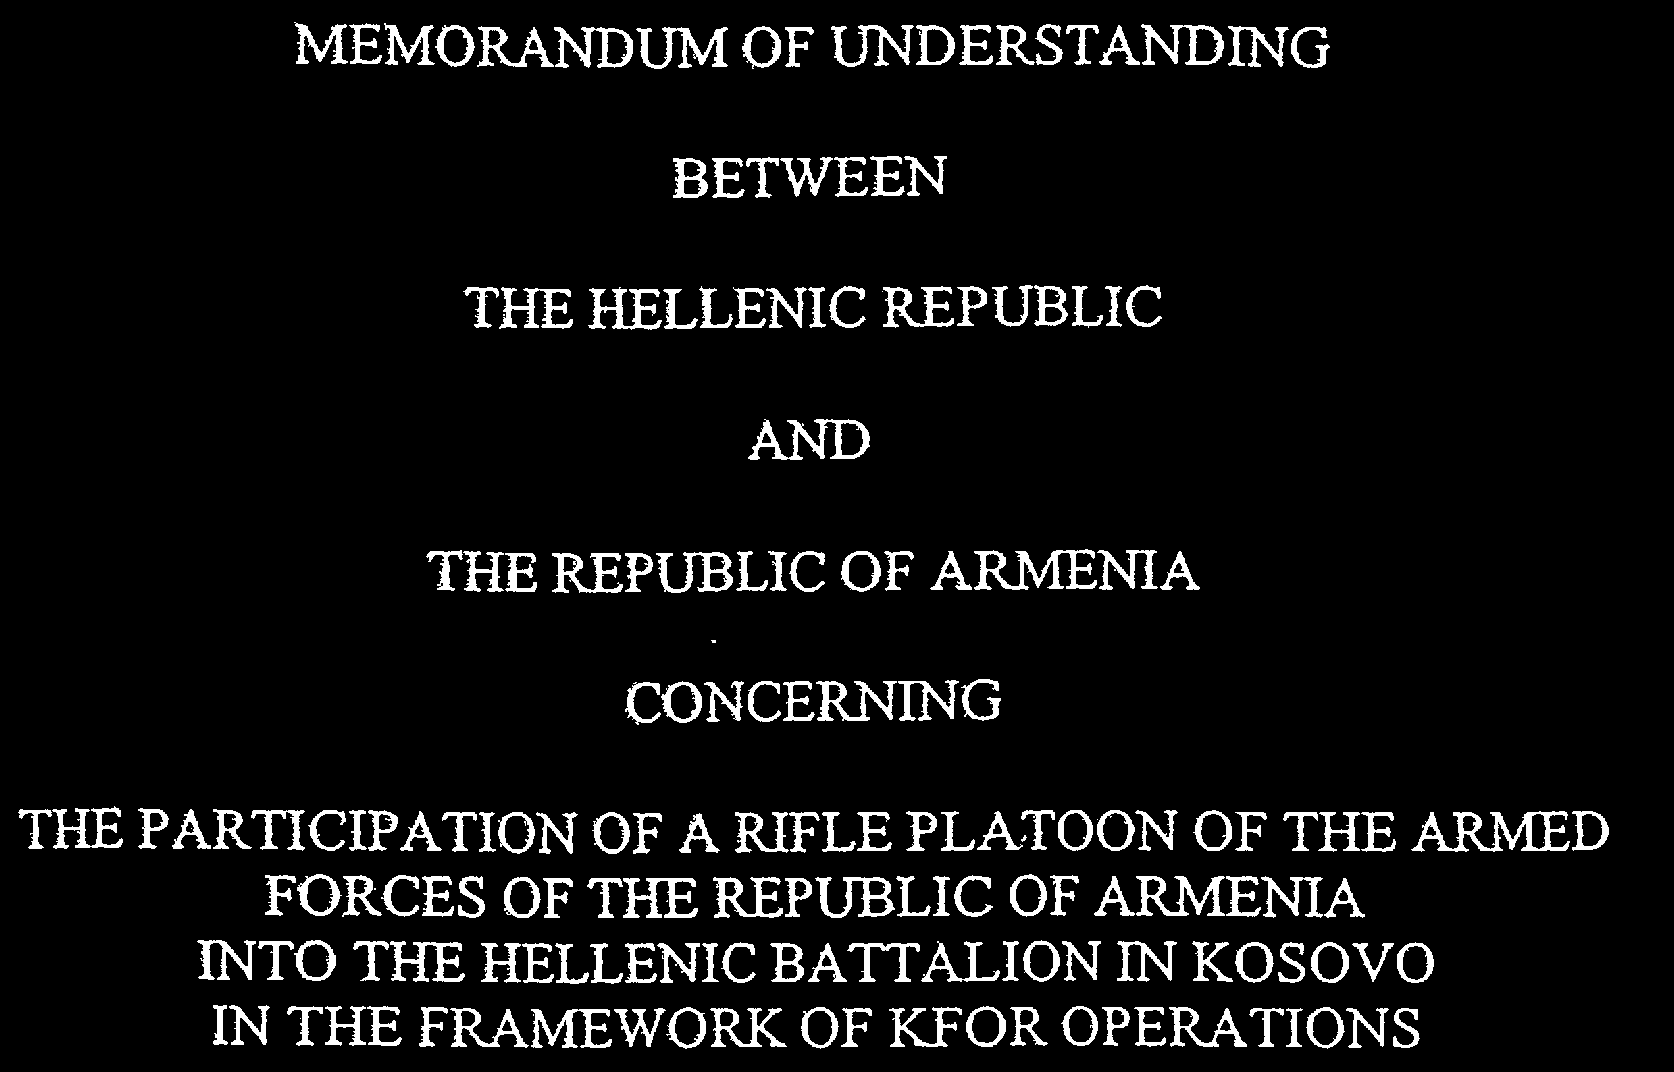 MEMORANDUM OF UNDERSTANDING
BETWEEN
THE HELLENIC REPUBLIC
AND
THE REPUBLIC OF ARMENIA
CONCERNING
THE PARTICIPATION OF A RIFLE PLATOON OF THE ARMED
FORCES OF THE REPUBLIC OF ARMENIA
INTO THE HELLENIC BATTALION IN KOSOVO
IN THE FRAMEWORK OF KFOR OPERATIONS